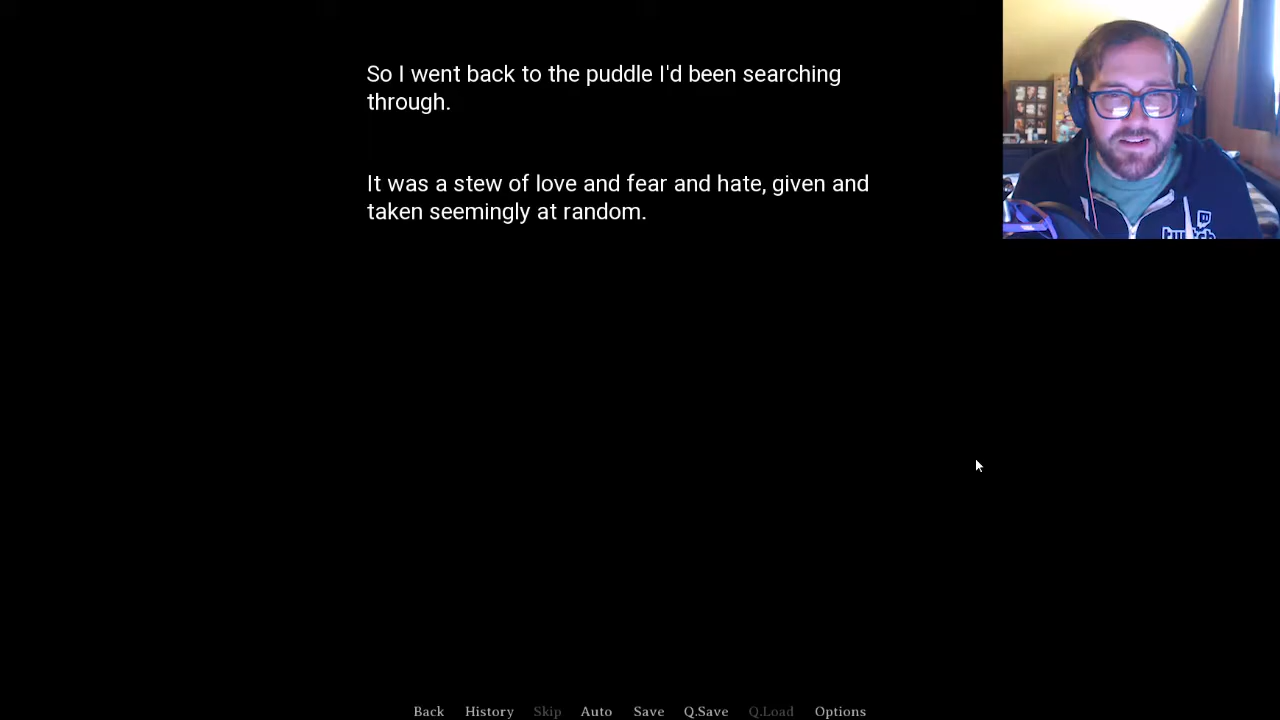 So I went back to the puddle I'd been searching
through.
It was a stew of love and fear and hate, given and
taken seemingly at random.
twitch
Back History Skip Auto Save Q.Save Q.Load Options